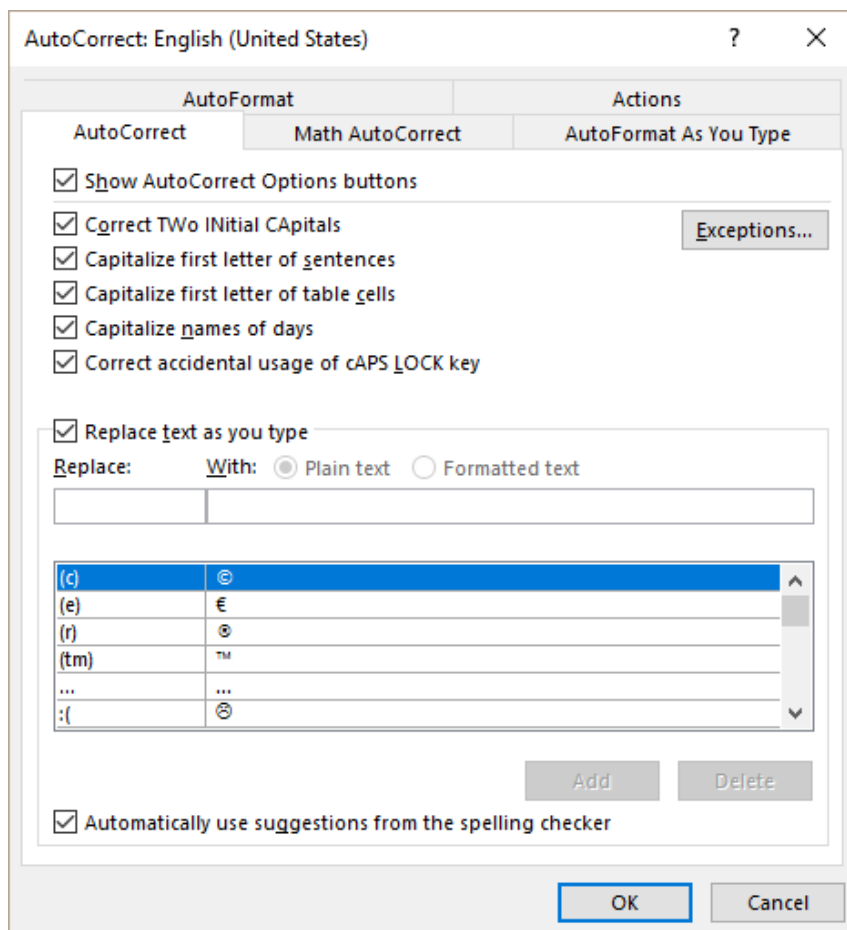 AutoCorrect: English (United States) ? ×
AutoFormat Actions
AutoCorrect Math AutoCorrect AutoFormat As You Type
Show AutoCorrect Options buttons
Correct TWo INitial CApitals Exceptions...
Capitalize first letter of sentences
Capitalize first letter of table cells
Capitalize names of days
Correct accidental usage of cAPS LOCK key
Replace text as you type
Replace: With: Plain text Formatted text
(c) ©
(e) €
(r) ®
(tm) ™
... ...
:( ☹
Add Delete
Automatically use suggestions from the spelling checker
OK Cancel